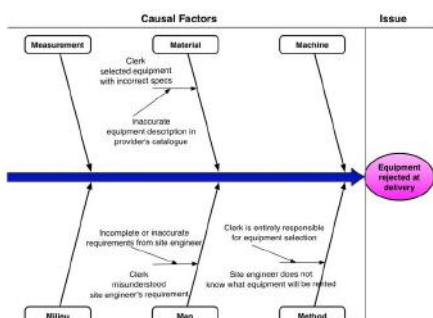 Causal Factors
Issue
Measurement
Material
Machine
Clerk
selected equipment
with incorrect specs
Inaccurate
equipment description in
provider's catalogue
Equipment
rejected at
delivery
Incomplete or inaccurate
requirements from site engineer
Clerk is entirely responsible
for equipment selection
Clerk
misunderstood
site engineer's requirement
Site engineer does not
know what equipment will be rented
Milieu
Man
Method